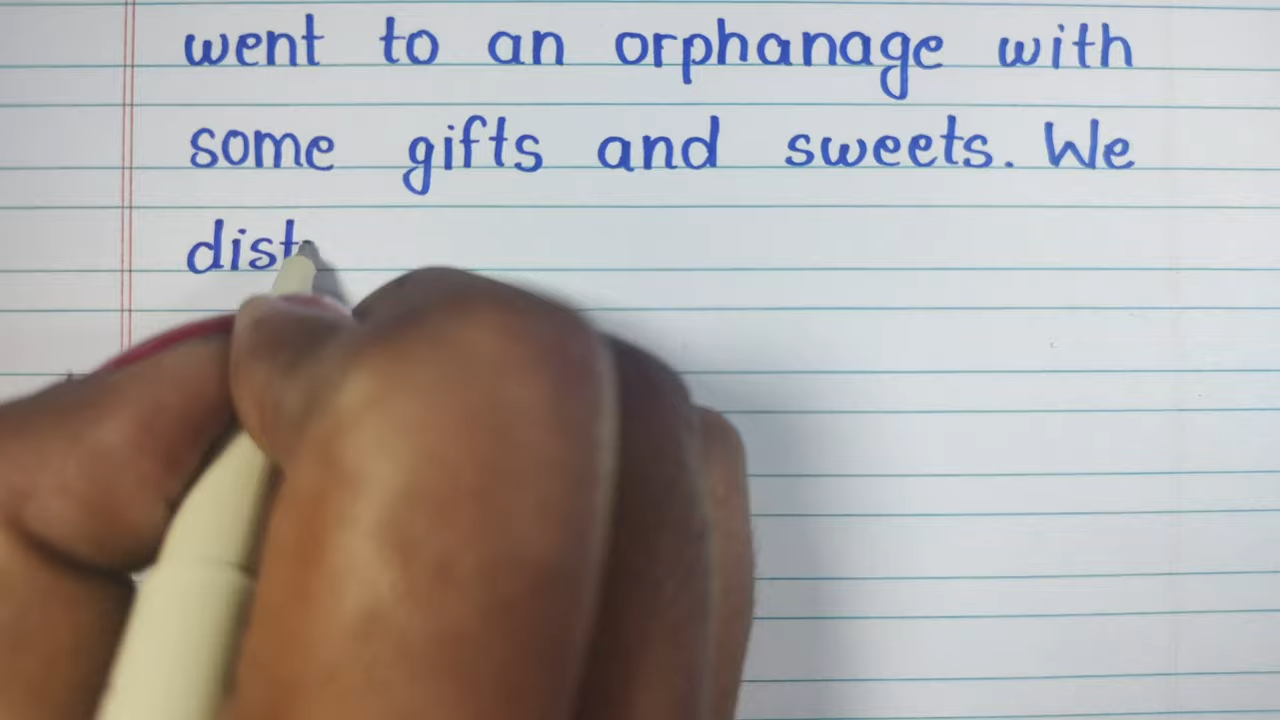 went to an orphanage with
some gifts and sweets. We
dist